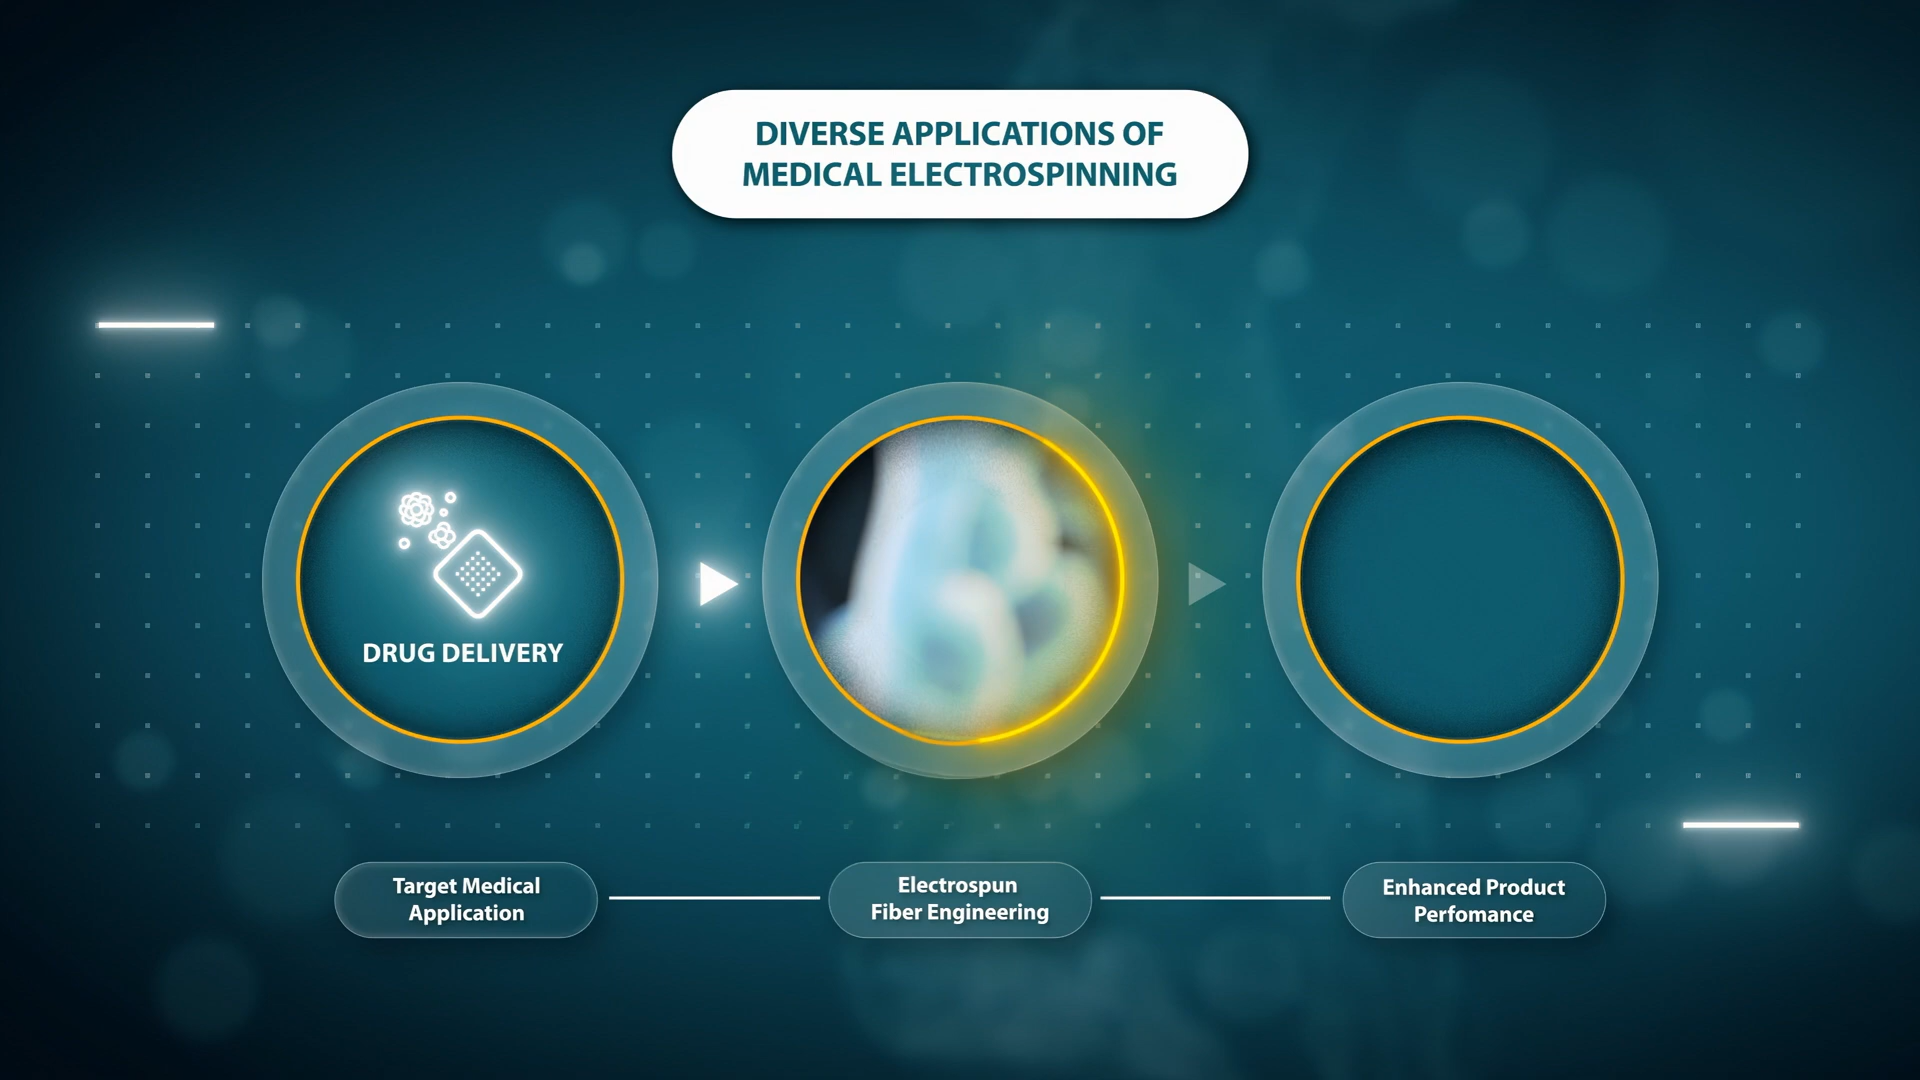 DIVERSE APPLICATIONS OF
MEDICAL ELECTROSPINNING
DRUG DELIVERY
Target Medical
Application
Electrospun
Fiber Engineering
Enhanced Product
Perfomance